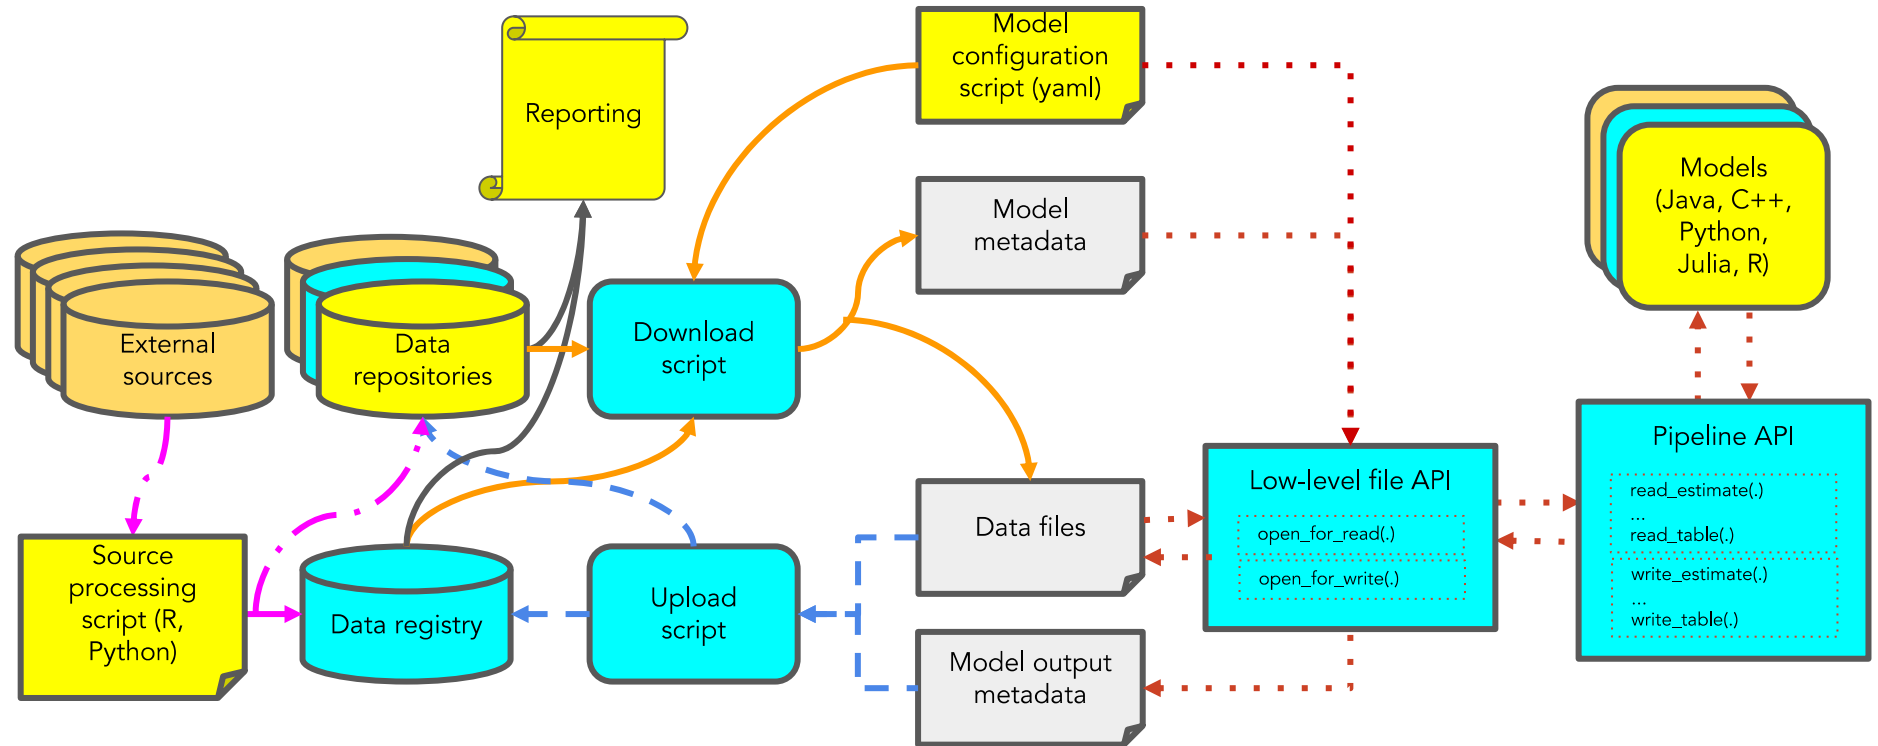 Model
configuration
script (yaml)
Reporting
Models
(Java, C++,
Python,
Julia, R)
Model
metadata
External
sources
Data
repositories
Download
script
Pipeline API
read_estimate(.)
...
read_table(.)
write_estimate(.)
...
write_table(.)
Low-level file API
open_for_read(.)
open_for_write(.)
Data files
Source
processing
script (R,
Python)
Data registry
Upload
script
Model output
metadata